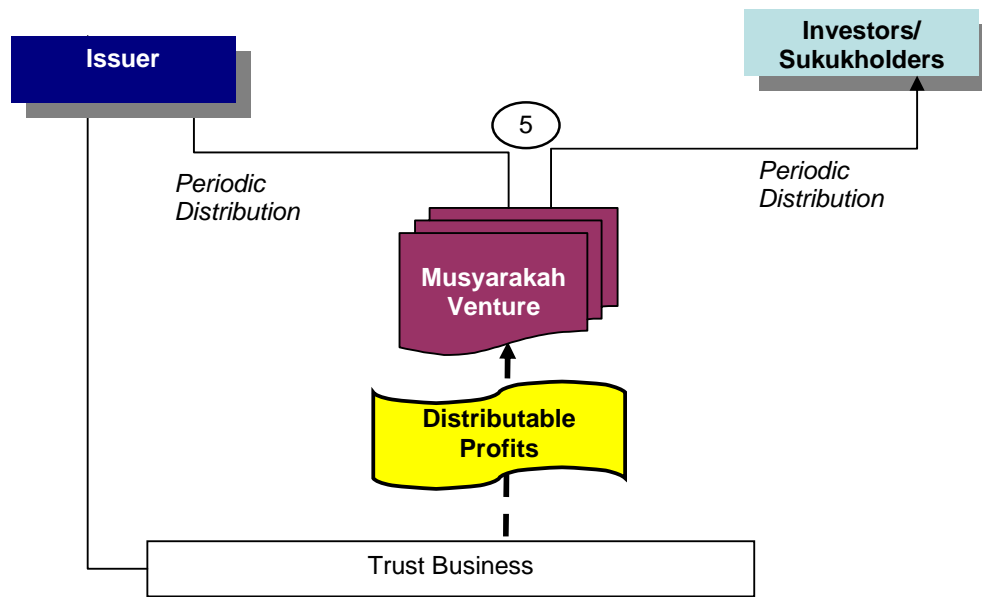 Issuer
Investors/
Sukukholders
5
Periodic
Distribution
Periodic
Distribution
Musyarakah
Venture
Distributable
Profits
Trust Business